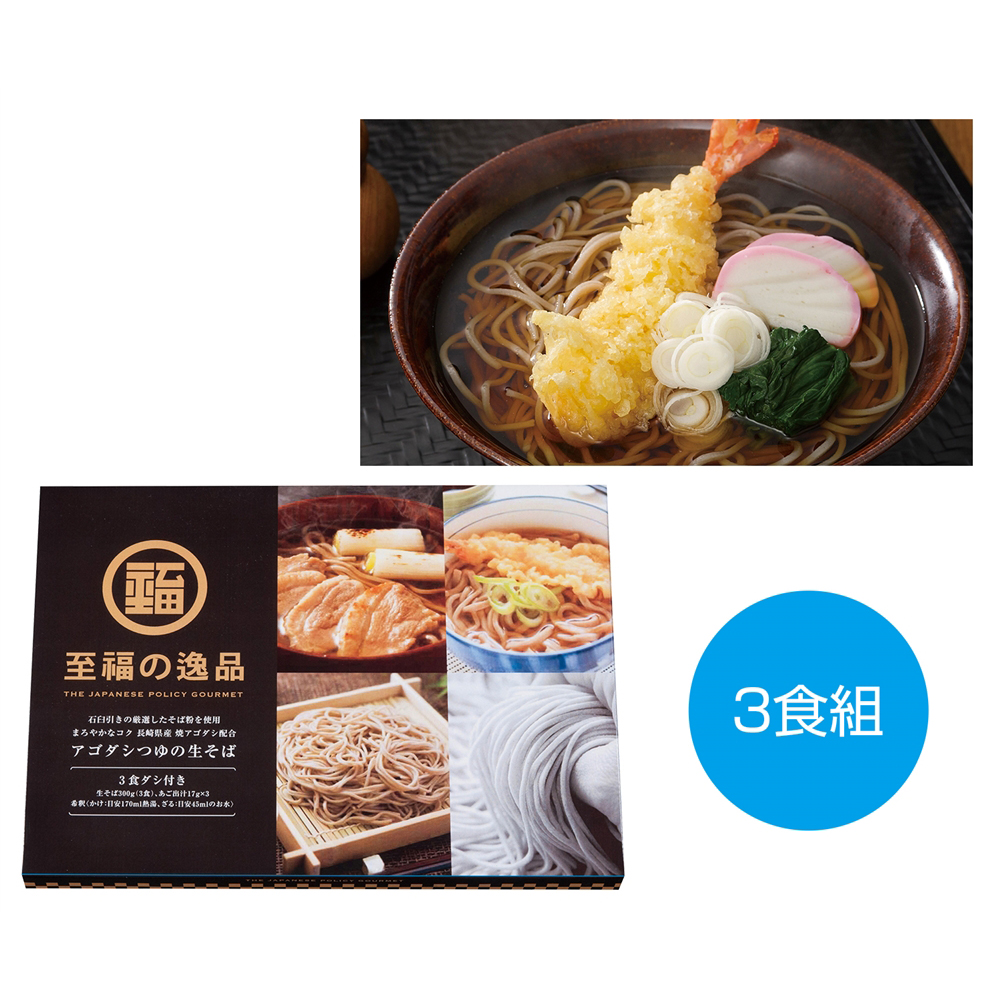 至福
至福の逸品
THE JAPANESE POLICY GOURMET
石臼引きの厳選したそば粉を使用
まろやかなコク 長崎県産 焼アゴダシ配合
アゴダシつゆの生そば
3食ダシ付き
生そば300g(3食)、あご出汁17g×3
希釈〈かけ:目安170ml熱湯、ざる:目安45mlのお水〉
THE JAPANESE POLICY GOURMET
3食組